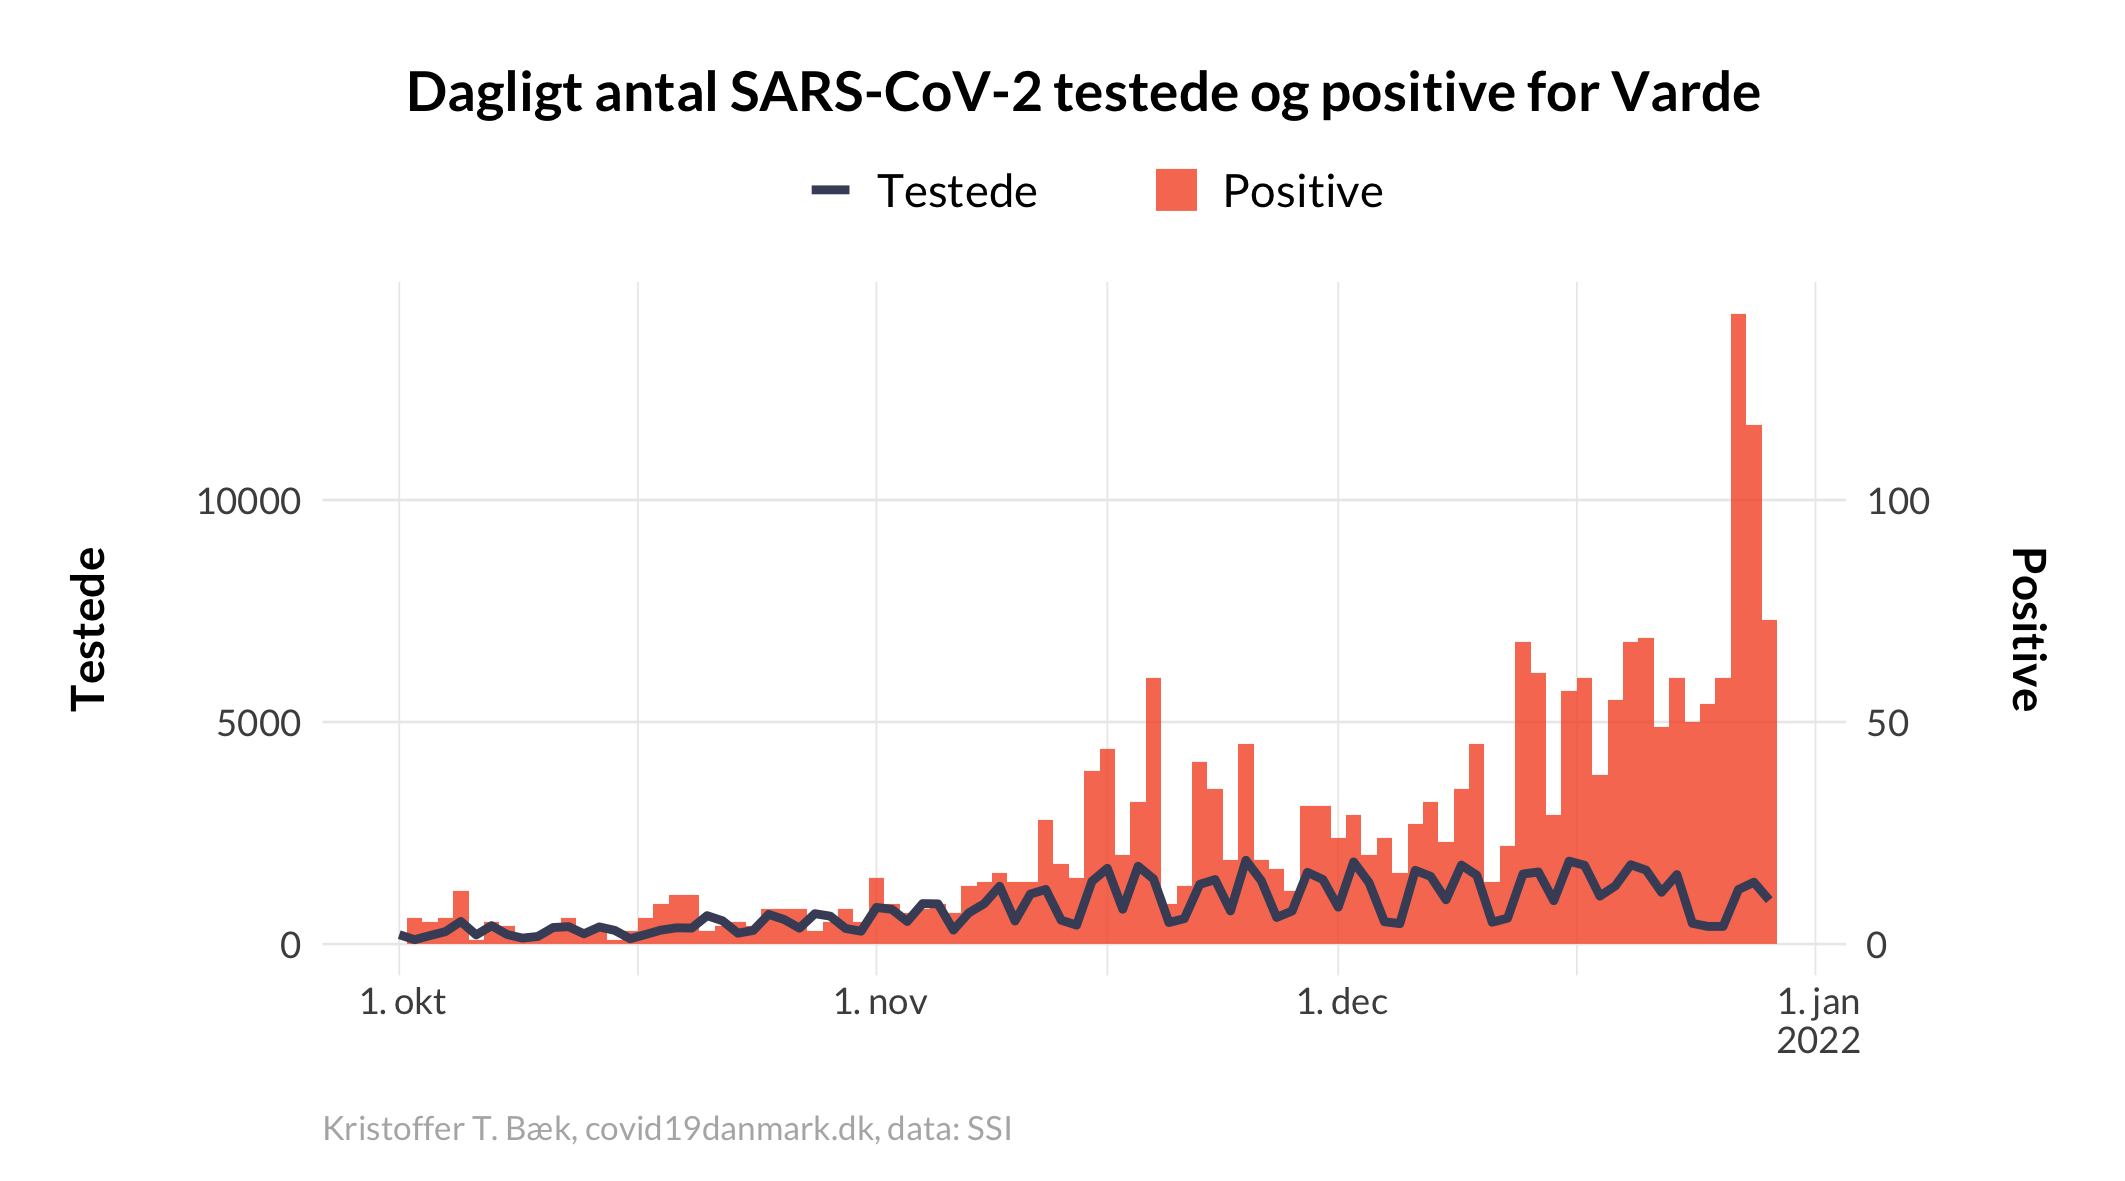 Dagligt antal SARS-CoV-2 testede og positive for Varde
Testede
Positive
10000
5000
0
Testede
100
50
0
Positive
1. okt
1. nov
1. dec
1. jan
2022
Kristoffer T. Bæk, covid19danmark.dk, data: SSI